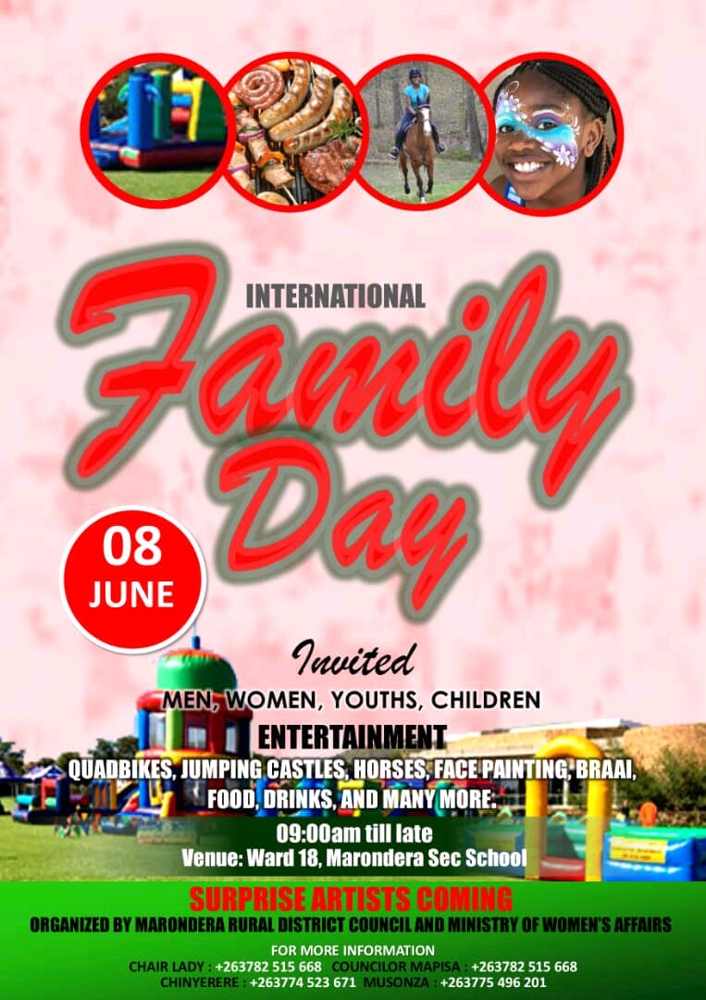 INTERNATIONAL
Family
Day
08
JUNE
Invited
MEN, WOMEN, YOUTHS, CHILDREN
ENTERTAINMENT
QUADBIKES, JUMPING CASTLES, HORSES, FACE PAINTING, BRAAI,
FOOD, DRINKS, AND MANY MORE.
09:00am till late
Venue: Ward 18, Marondera Sec School
SURPRISE ARTISTS COMING
ORGANIZED BY MARONDERA RURAL DISTRICT COUNCIL AND MINISTRY OF WOMEN'S AFFAIRS
FOR MORE INFORMATION
CHAIR LADY : +263782 515 668 COUNCILOR MAPISA : +263782 515 668
CHINYERERE : +263774 523 671 MUSONZA : +263775 496 201